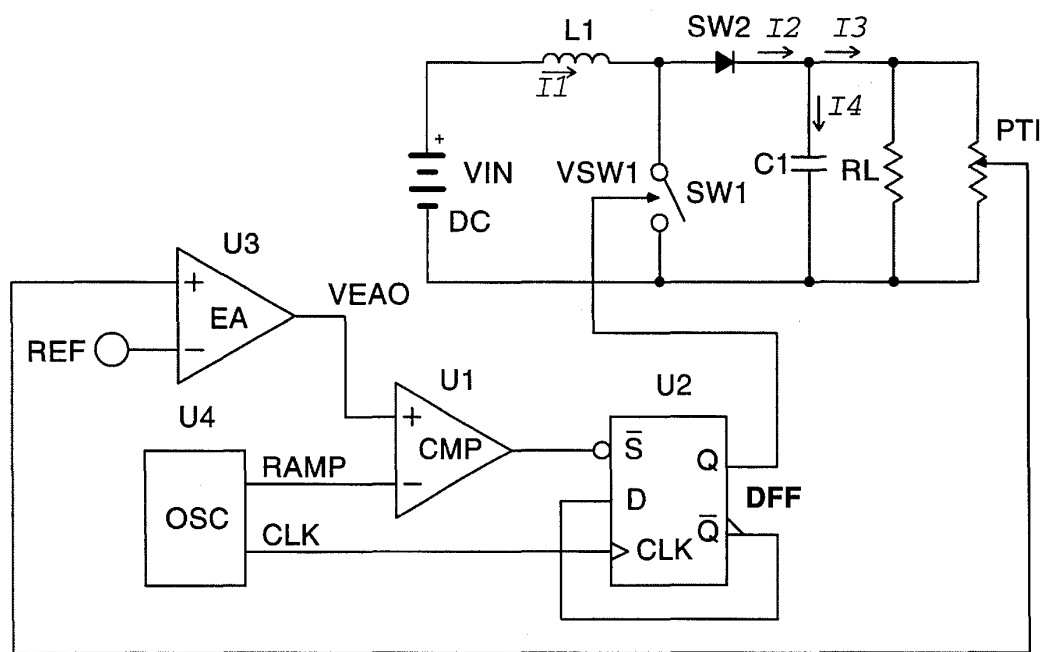 L1
SW2
I2
I3
I1
I4
PTI
+
VIN
DC
VSW1
SW1
C1
RL
U3
+
EA
−
VEAO
REF
U4
U1
+
CMP
−
U2
S̅
Q
D
DFF
Q̅
CLK
RAMP
OSC
CLK